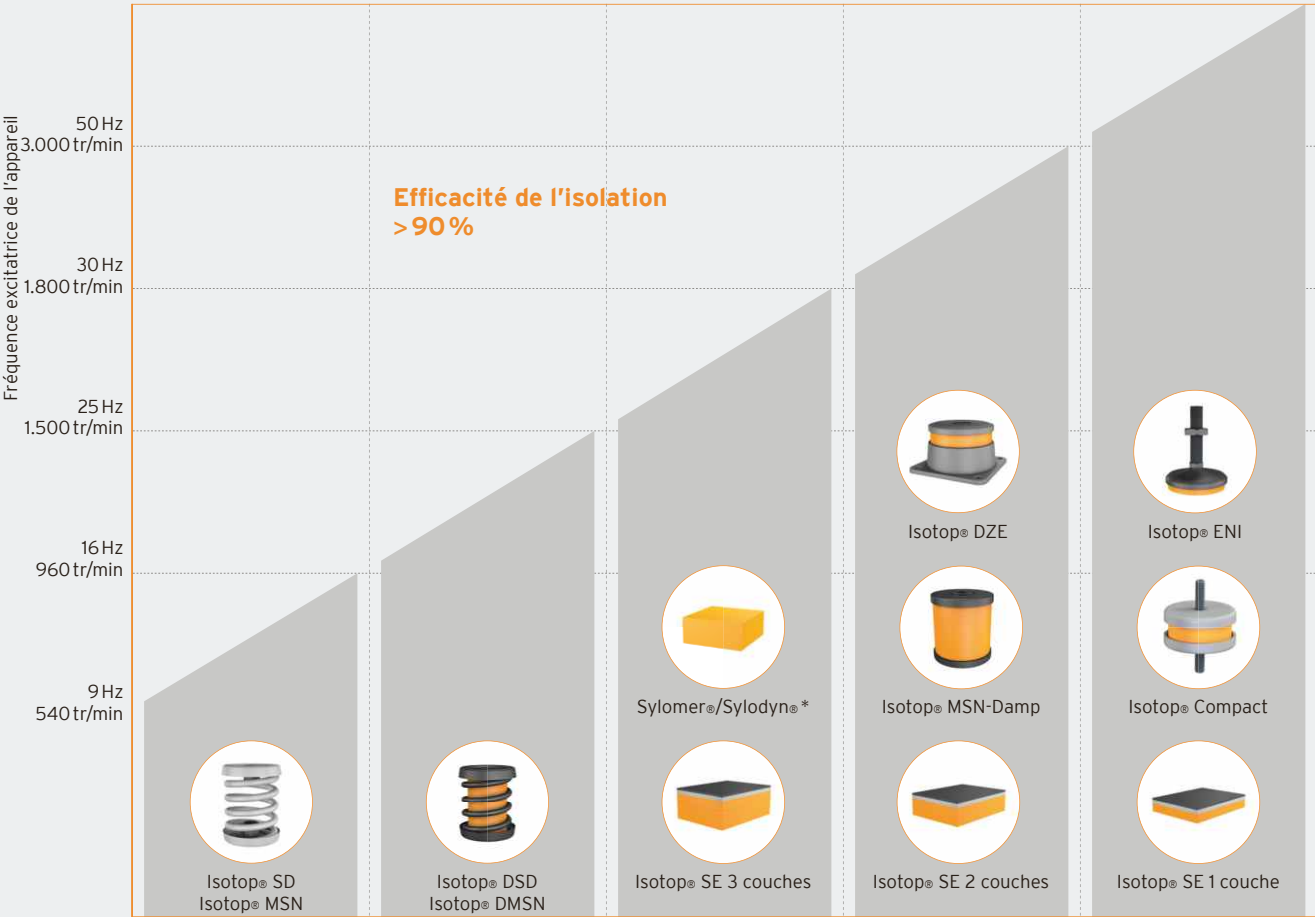 Fréquence excitatrice de l'appareil
50 Hz
3.000 tr/min
30 Hz
1.800 tr/min
25 Hz
1.500 tr/min
16 Hz
960 tr/min
9 Hz
540 tr/min
Efficacité de l'isolation
> 90 %
Isotop® DZE
Isotop® ENI
Sylomer®/Sylodyn® *
Isotop® MSN-Damp
Isotop® Compact
Isotop® SD
Isotop® MSN
Isotop® DSD
Isotop® DMSN
Isotop® SE 3 couches
Isotop® SE 2 couches
Isotop® SE 1 couche